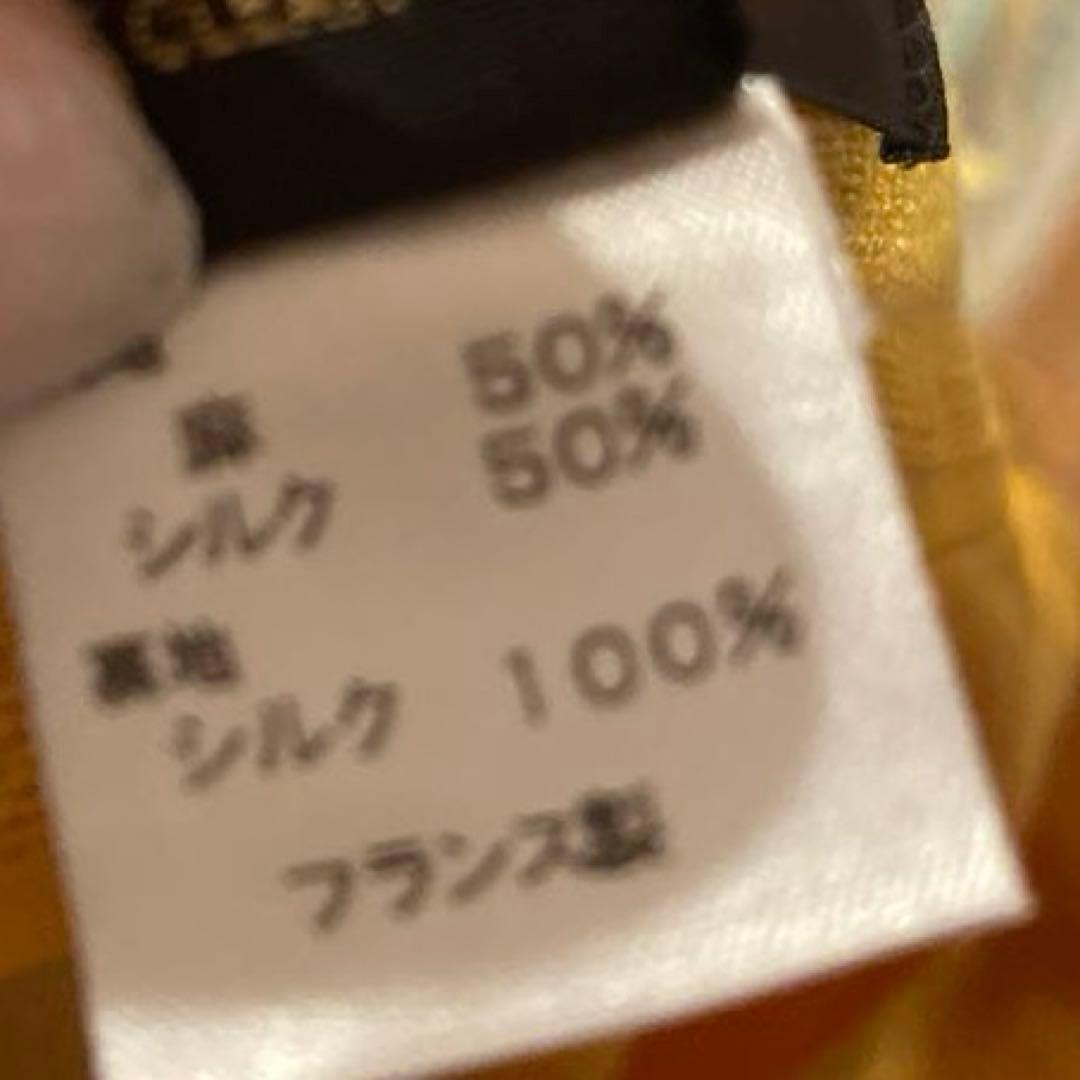 麻 50%
シルク 50%
裏地
シルク 100%
フランス製